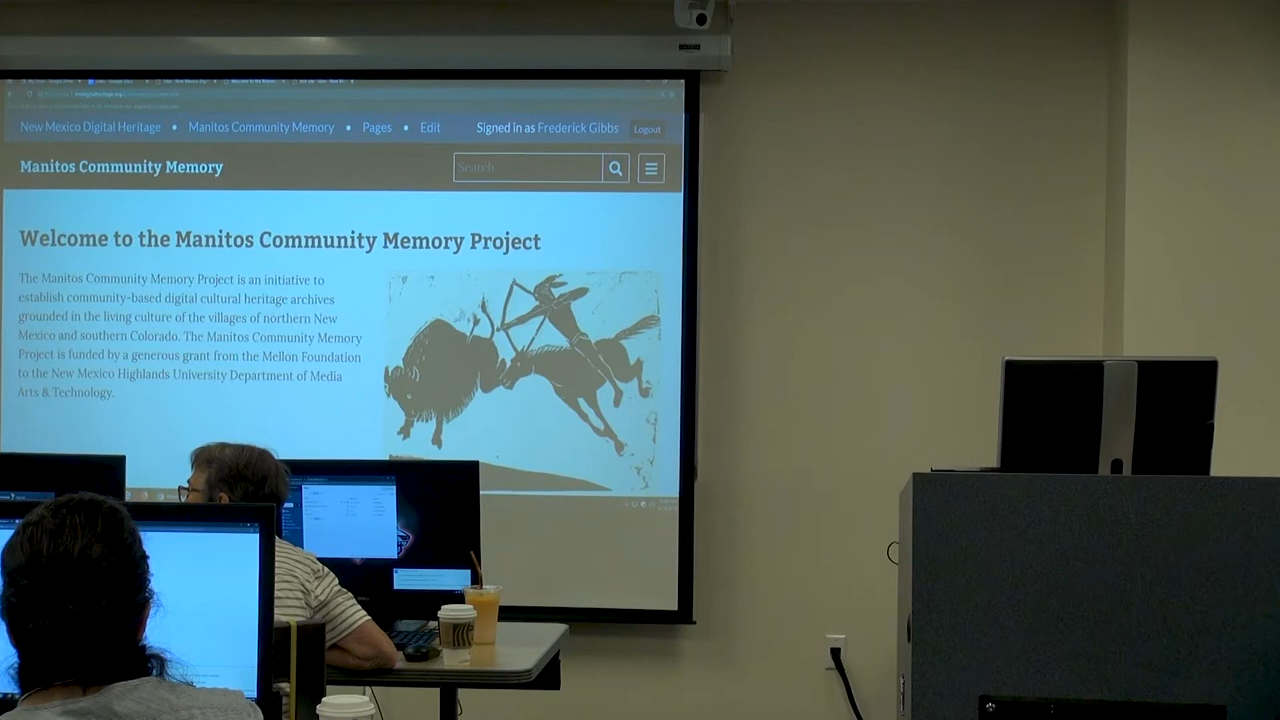 New Mexico Digital Heritage • Manitos Community Memory • Pages • Edit Signed in as Frederick Gibbs Logout
Manitos Community Memory Search
Welcome to the Manitos Community Memory Project
The Manitos Community Memory Project is an initiative to
establish community-based digital cultural heritage archives
grounded in the living culture of the villages of northern New
Mexico and southern Colorado. The Manitos Community Memory
Project is funded by a generous grant from the Mellon Foundation
to the New Mexico Highlands University Department of Media
Arts & Technology.